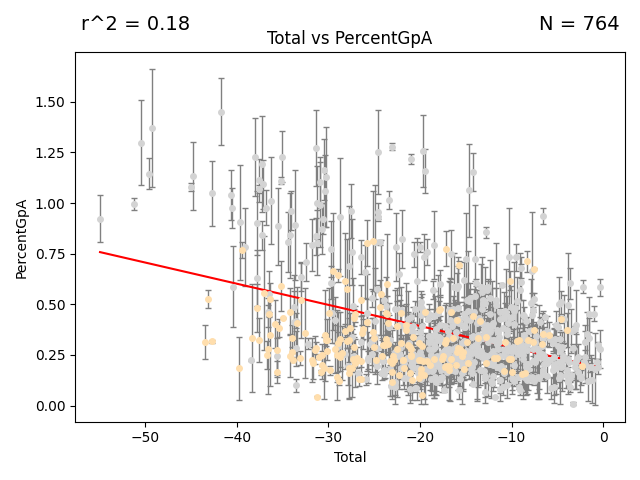 r^2 = 0.18
N = 764
Total vs PercentGpA
PercentGpA
1.50
1.25
1.00
0.75
0.50
0.25
0.00
−50
−40
−30
−20
−10
0
Total